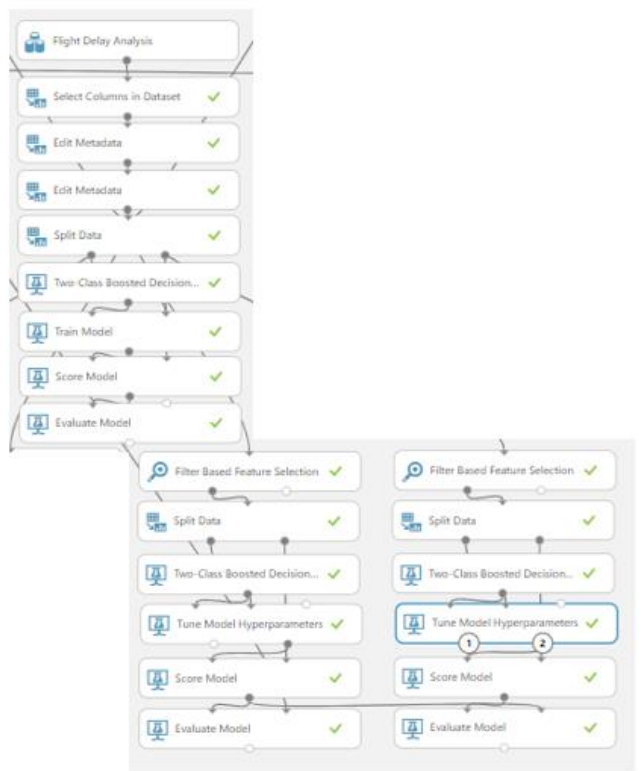 Flight Delay Analysis
Select Columns in Dataset
Edit Metadata
Edit Metadata
Split Data
Two-Class Boosted Decision...
Train Model
Score Model
Evaluate Model
Filter Based Feature Selection
Split Data
Two-Class Boosted Decision...
Tune Model Hyperparameters
Score Model
Evaluate Model
Filter Based Feature Selection
Split Data
Two-Class Boosted Decision...
Tune Model Hyperparameters
1 2
Score Model
Evaluate Model